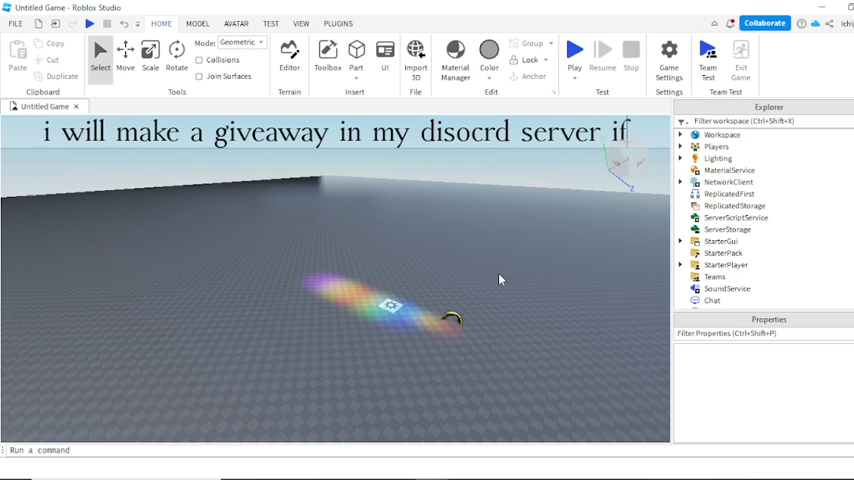 Untitled Game - Roblox Studio
FILE HOME MODEL AVATAR TEST VIEW PLUGINS Collaborate Ichi
Paste Copy Cut Duplicate
Select Move Scale Rotate
Mode: Geometric
Collisions
Join Surfaces
Editor Toolbox Part UI Import 3D
Material Manager Color
Group
Lock
Anchor
Play Resume Stop Game Settings Team Test Exit Game
Clipboard Tools Terrain Insert File Edit Test Settings Team Test
Untitled Game
i will make a giveaway in my disocrd server if
Z
Explorer
Filter workspace (Ctrl+Shift+X)
Workspace
Players
Lighting
MaterialService
NetworkClient
ReplicatedFirst
ReplicatedStorage
ServerScriptService
ServerStorage
StarterGui
StarterPack
StarterPlayer
Teams
SoundService
Chat
Properties
Filter Properties (Ctrl+Shift+P)
Run a command